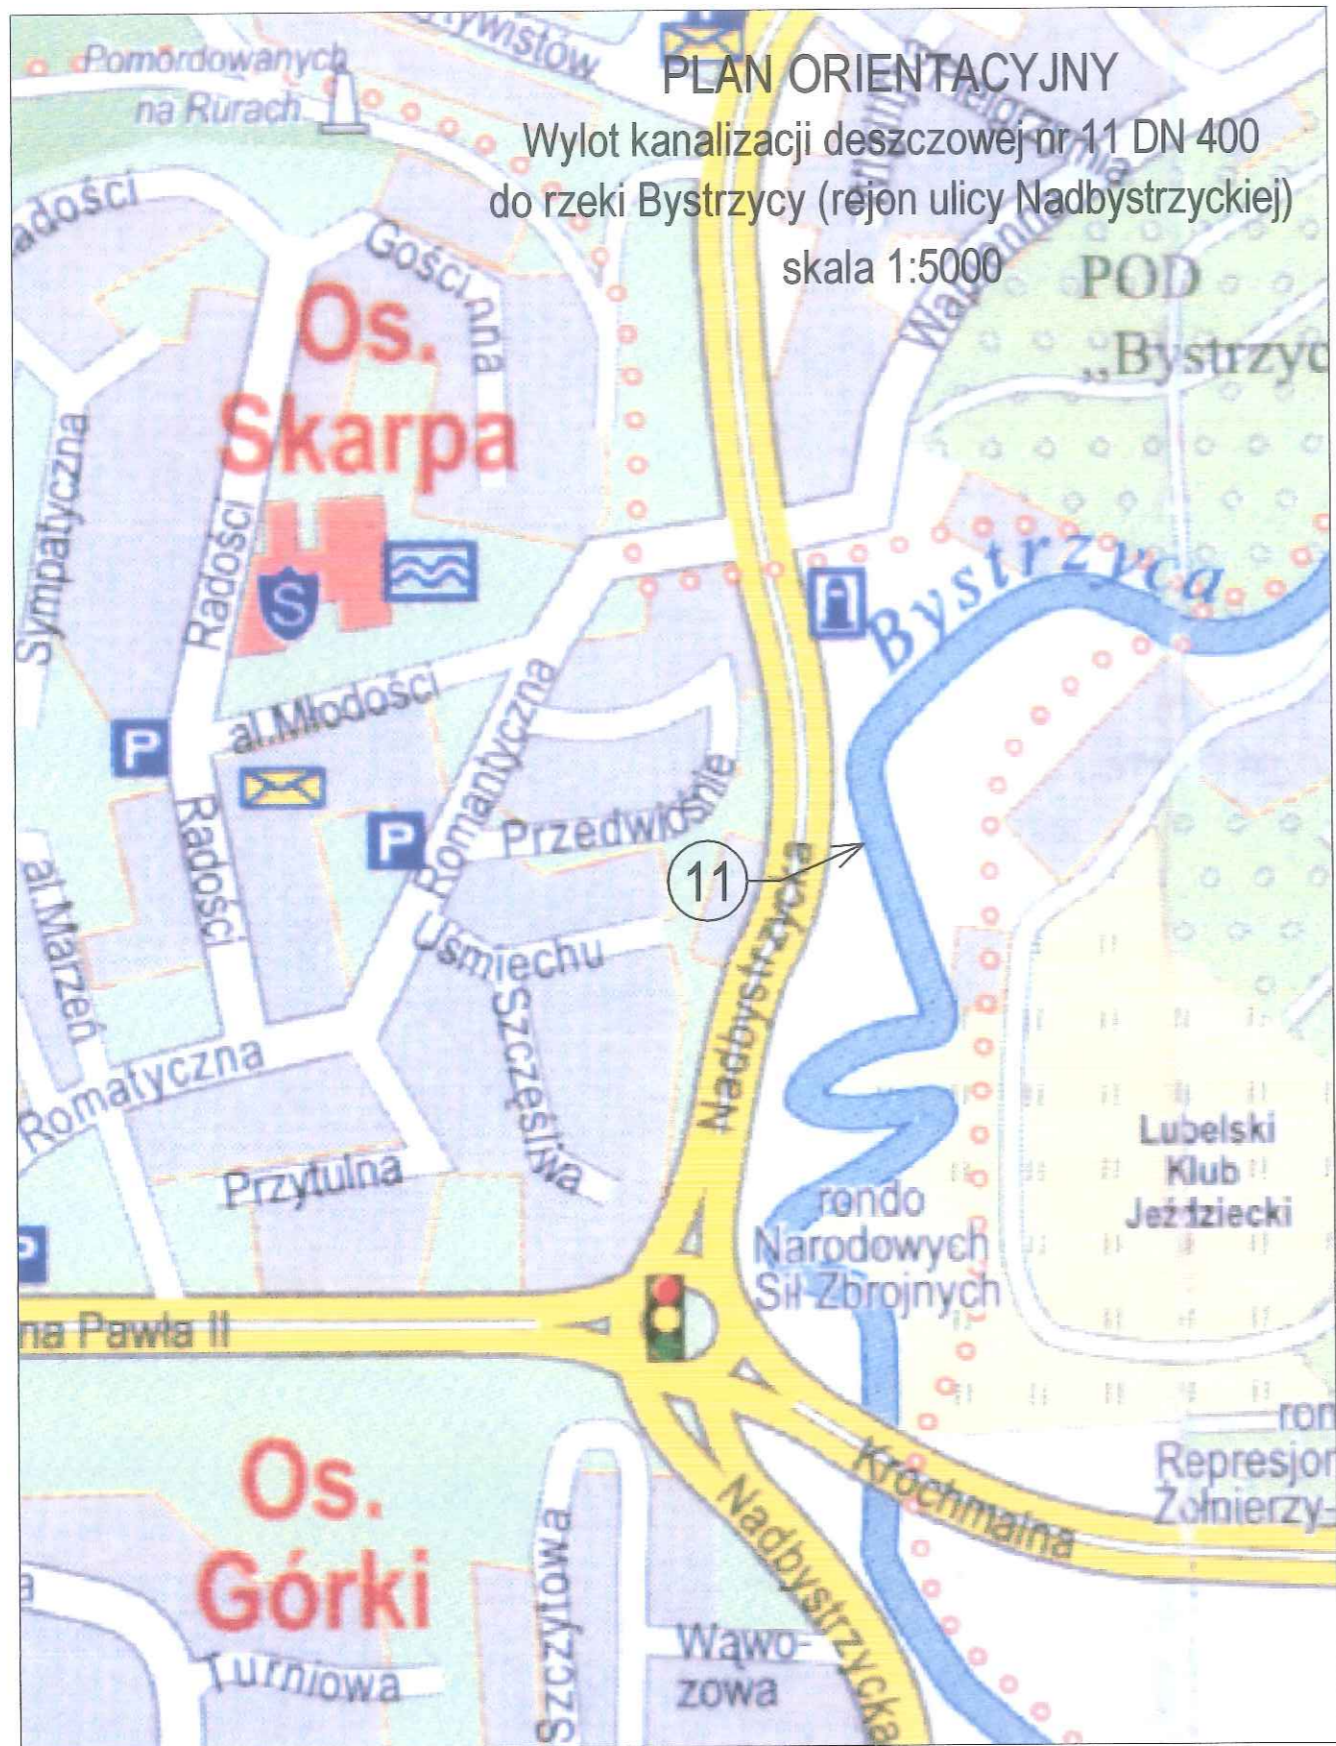 Pomordowanych
na Rurach
PLAN ORIENTACYJNY
Wylot kanalizacji deszczowej nr 11 DN 400
do rzeki Bystrzycy (rejon ulicy Nadbystrzyckiej)
skala 1:5000
adości
Gościnna
Wapienna
POD
„Bystrzyc
Os.
Skarpa
Sympatyczna
Radości
S
Bystrzyca
al.Młodości
Romantyczna
P
Przedwiośnie
P
Radości
11
Nadbystrzycka
al.Marzeń
Uśmiechu
Szczęśliwa
Romatyczna
Przytulna
Lubelski
Klub
Jeździecki
rondo
Narodowych
Sił Zbrojnych
P
na Pawła II
Krochmalna
ron
Represjon
Żołnierzy-
Os.
Górki
Nadbystrzycka
Szczytowa
a
Turniowa
Wąwo-
zowa